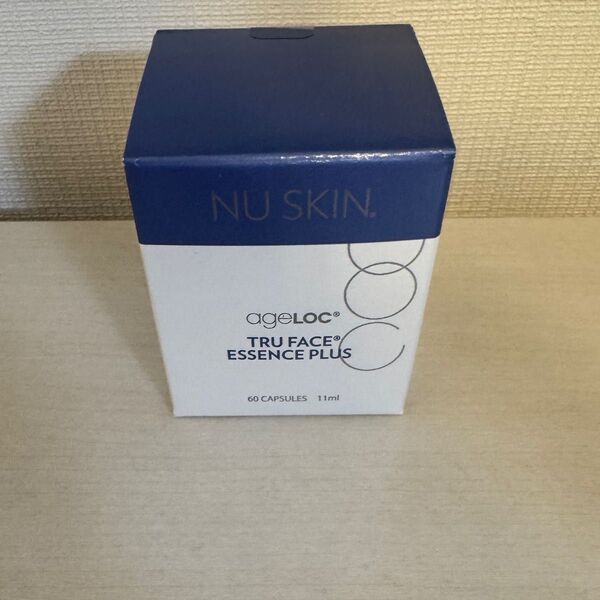 NU SKIN®
ageLOC®
TRU FACE®
ESSENCE PLUS
60 CAPSULES 11ml